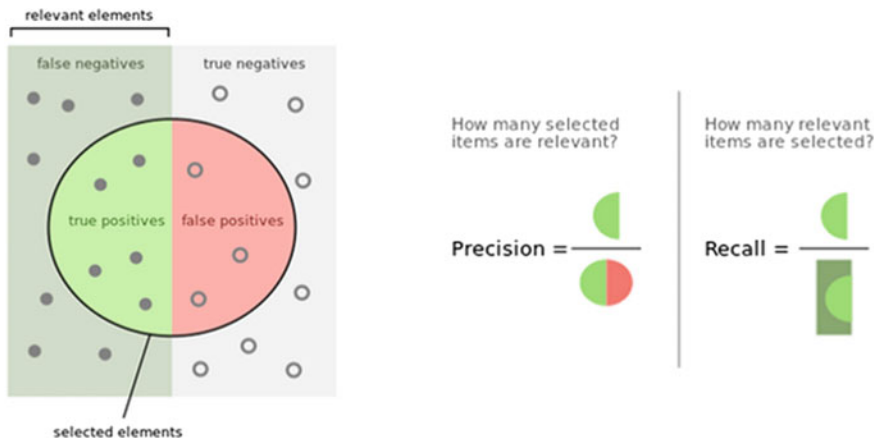 relevant elements
false negatives
true negatives
true positives
false positives
selected elements
How many selected
items are relevant?
Precision =
How many relevant
items are selected?
Recall =